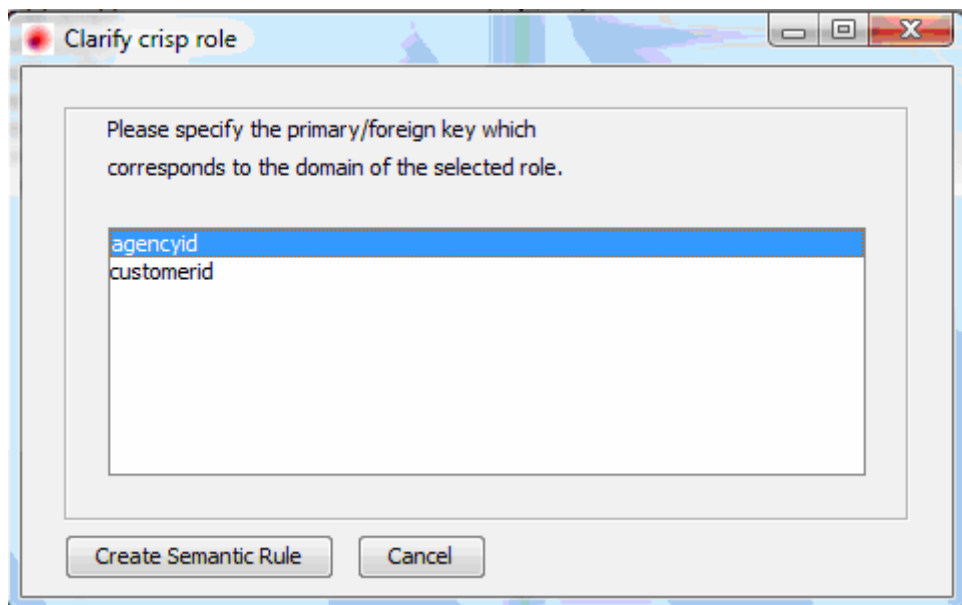 Clarify crisp role
Please specify the primary/foreign key which
corresponds to the domain of the selected role.
agencyid
customerid
Create Semantic Rule
Cancel